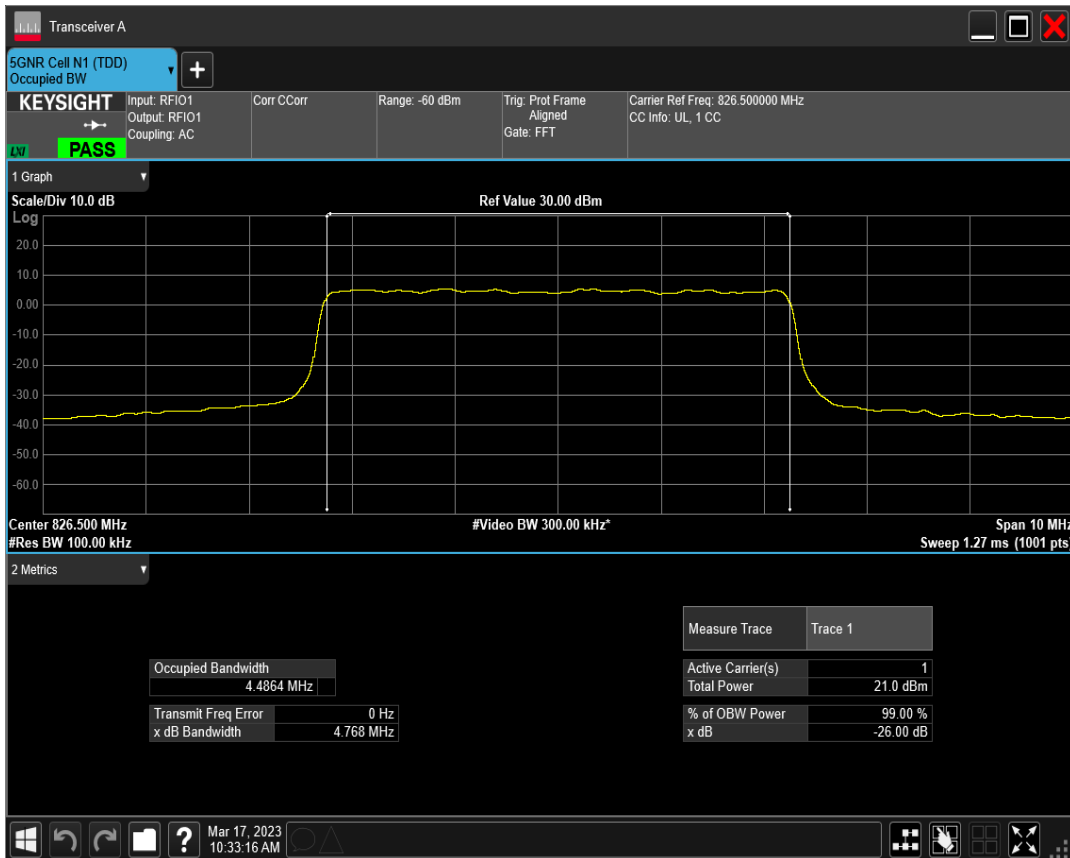 Transceiver A
5GNR Cell N1 (TDD)
Occupied BW
+
KEYSIGHT
LXI
PASS
Input: RFIO1
Output: RFIO1
Coupling: AC
Corr CCorr
Range: -60 dBm
Trig: Prot Frame
Aligned
Gate: FFT
Carrier Ref Freq: 826.500000 MHz
CC Info: UL, 1 CC
1 Graph
Scale/Div 10.0 dB
Ref Value 30.00 dBm
Log
20.0
10.0
0.00
-10.0
-20.0
-30.0
-40.0
-50.0
-60.0
Center 826.500 MHz
#Video BW 300.00 kHz*
Span 10 MHz
#Res BW 100.00 kHz
Sweep 1.27 ms (1001 pts)
2 Metrics
Measure Trace Trace 1
Occupied Bandwidth
4.4864 MHz
Active Carrier(s) 1
Total Power 21.0 dBm
Transmit Freq Error 0 Hz
x dB Bandwidth 4.768 MHz
% of OBW Power 99.00 %
x dB -26.00 dB
?
Mar 17, 2023
10:33:16 AM